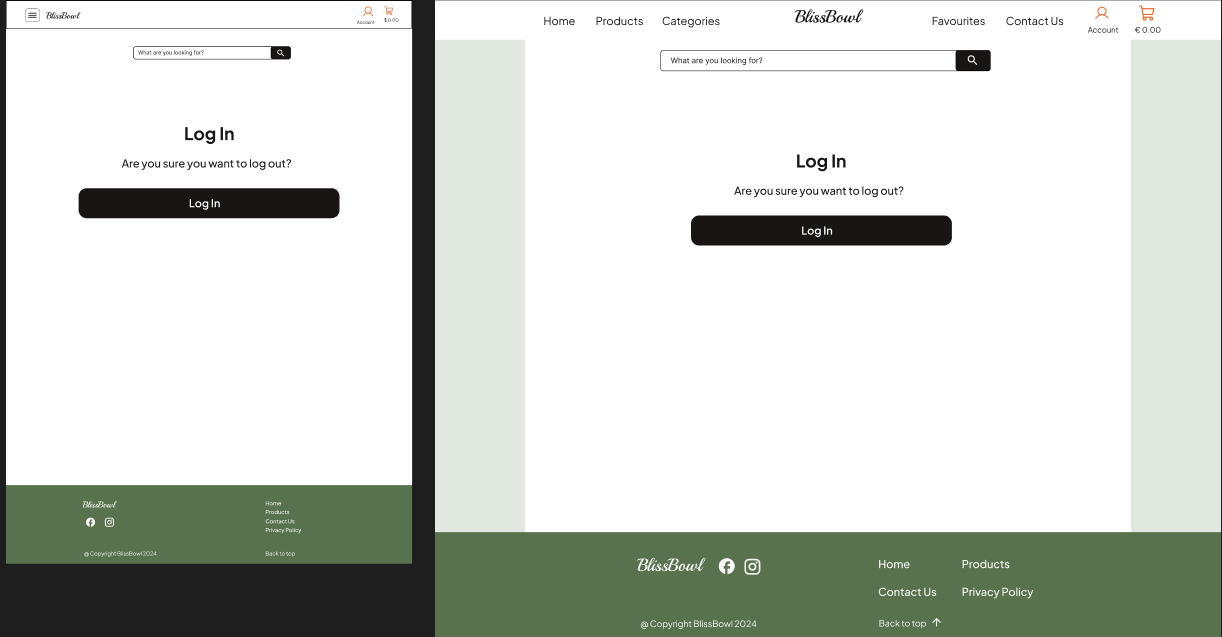 BlissBowl
Account
$ 0.00
What are you looking for?
Log In
Are you sure you want to log out?
Log In
BlissBowl
Home
Products
Contact Us
Privacy Policy
@ Copyright BlissBowl 2024
Back to top
Home Products Categories BlissBowl Favourites Contact Us
Account € 0.00
What are you looking for?
Log In
Are you sure you want to log out?
Log In
BlissBowl
Home Products
Contact Us Privacy Policy
@ Copyright BlissBowl 2024
Back to top